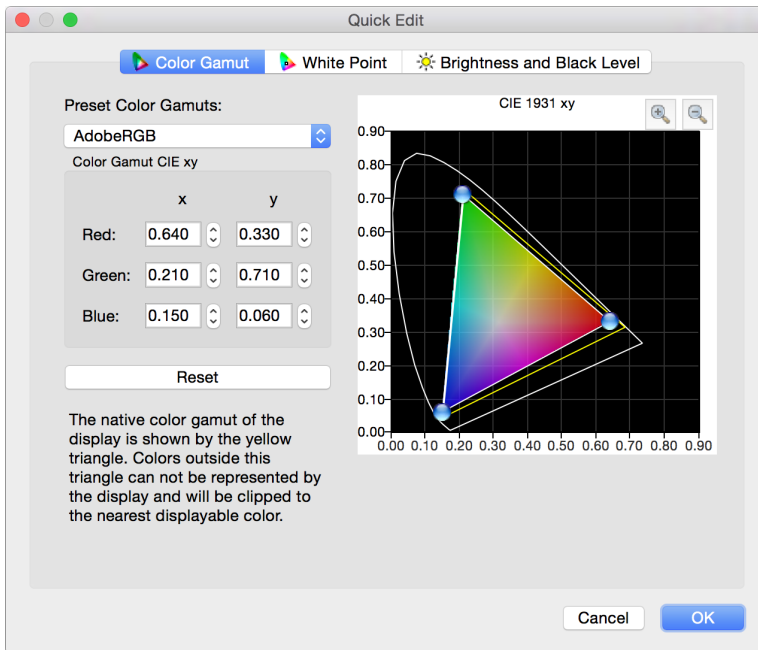 Quick Edit
Color Gamut
White Point
Brightness and Black Level
Preset Color Gamuts:
AdobeRGB
Color Gamut CIE xy
x y
Red: 0.640 0.330
Green: 0.210 0.710
Blue: 0.150 0.060
Reset
The native color gamut of the
display is shown by the yellow
triangle. Colors outside this
triangle can not be represented by
the display and will be clipped to
the nearest displayable color.
CIE 1931 xy
0.90
0.80
0.70
0.60
0.50
0.40
0.30
0.20
0.10
0.00
0.00 0.10 0.20 0.30 0.40 0.50 0.60 0.70 0.80 0.90
Cancel
OK